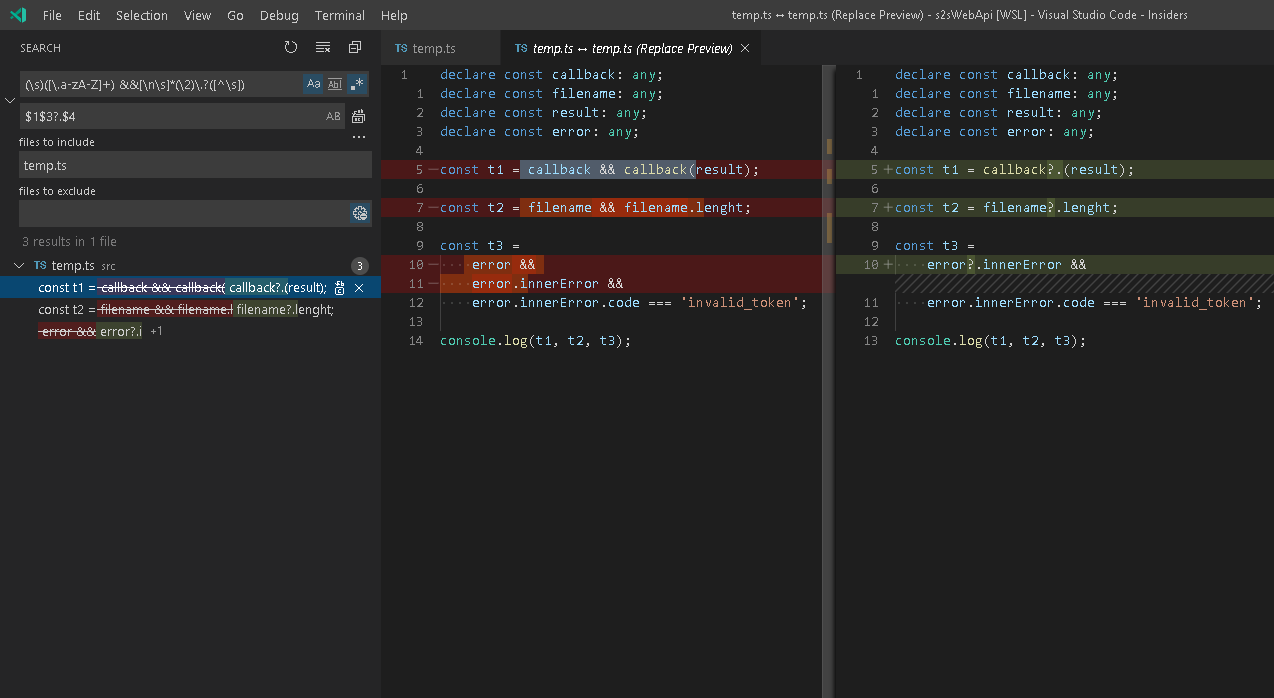 File Edit Selection View Go Debug Terminal Help
temp.ts ↔ temp.ts (Replace Preview) - s2sWebApi [WSL] - Visual Studio Code - Insiders
SEARCH
(\s)([\.a-zA-Z]+) &&[\n\s]*(\2)\.?([^\s])
Aa Abl .*
$1$3?.$4
AB
...
files to include
temp.ts
files to exclude
3 results in 1 file
TS temp.ts src 3
const t1 = callback && callback( callback?.(result);
const t2 = filename && filename.l filename?.lenght;
error && error?.i +1
TS temp.ts
TS temp.ts ↔ temp.ts (Replace Preview)
1 declare const callback: any;
1 declare const filename: any;
2 declare const result: any;
3 declare const error: any;
4
5 —const t1 = callback && callback(result);
6
7 —const t2 = filename && filename.lenght;
8
9 const t3 =
10 — ····error &&
11 — ····error.innerError &&
12 ····error.innerError.code === 'invalid_token';
13
14 console.log(t1, t2, t3);
1 declare const callback: any;
1 declare const filename: any;
2 declare const result: any;
3 declare const error: any;
4
5 +const t1 = callback?.(result);
6
7 +const t2 = filename?.lenght;
8
9 const t3 =
10 + ····error?.innerError &&
11 ····error.innerError.code === 'invalid_token';
12
13 console.log(t1, t2, t3);